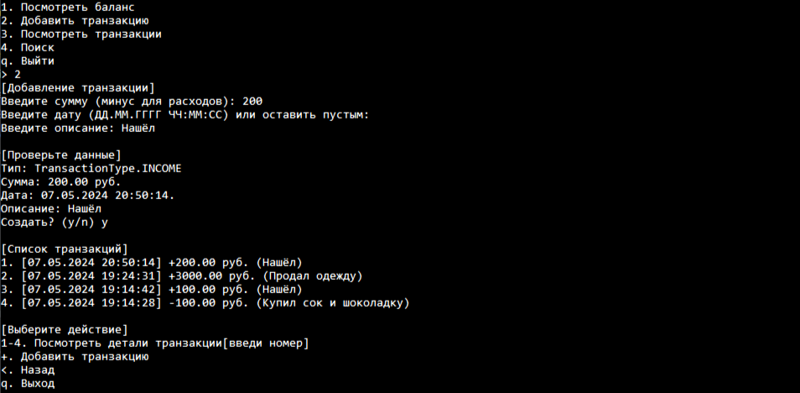 1. Посмотреть баланс
2. Добавить транзакцию
3. Посмотреть транзакции
4. Поиск
q. Выйти
> 2
[Добавление транзакции]
Введите сумму (минус для расходов): 200
Введите дату (ДД.ММ.ГГГГ ЧЧ:ММ:СС) или оставить пустым:
Введите описание: Нашёл
[Проверьте данные]
Тип: TransactionType.INCOME
Сумма: 200.00 руб.
Дата: 07.05.2024 20:50:14.
Описание: Нашёл
Создать? (y/n) y
[Список транзакций]
1. [07.05.2024 20:50:14] +200.00 руб. (Нашёл)
2. [07.05.2024 19:24:31] +3000.00 руб. (Продал одежду)
3. [07.05.2024 19:14:42] +100.00 руб. (Нашёл)
4. [07.05.2024 19:14:28] -100.00 руб. (Купил сок и шоколадку)
[Выберите действие]
1-4. Посмотреть детали транзакции[введи номер]
+. Добавить транзакцию
<. Назад
q. Выход